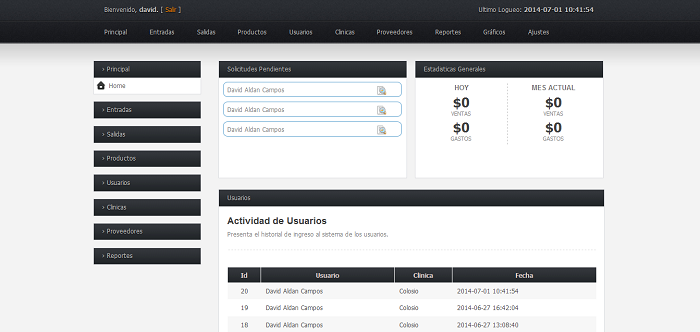 Bienvenido, david. [ Salir ]
Ultimo Logueo: 2014-07-01 10:41:54
Principal Entradas Salidas Productos Usuarios Clinicas Proveedores Reportes Gráficos Ajustes
› Principal
Home
› Entradas
› Salidas
› Productos
› Usuarios
› Clinicas
› Proveedores
› Reportes
Solicitudes Pendientes
David Aldan Campos
David Aldan Campos
David Aldan Campos
Estadisticas Generales
HOY
$0
VENTAS
$0
GASTOS
MES ACTUAL
$0
VENTAS
$0
GASTOS
Usuarios
Actividad de Usuarios
Presenta el historial de ingreso al sistema de los usuarios.
Id Usuario Clinica Fecha
20 David Aldan Campos Colosio 2014-07-01 10:41:54
19 David Aldan Campos Colosio 2014-06-27 16:42:04
18 David Aldan Campos Colosio 2014-06-27 13:08:40